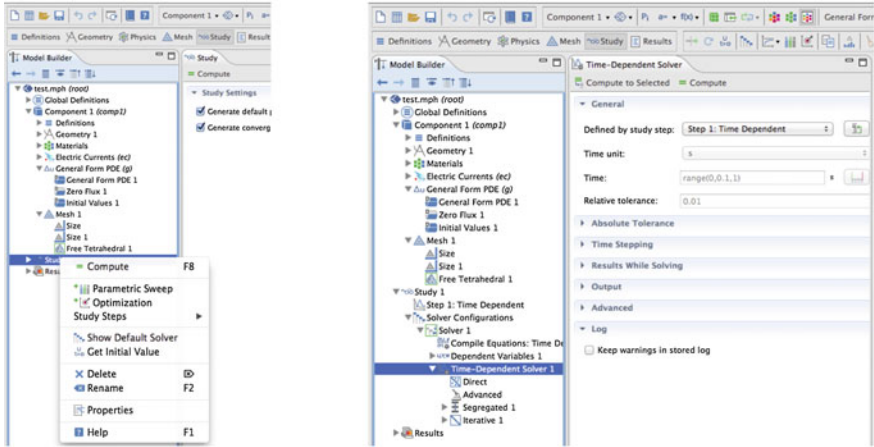 Component 1
Definitions Geometry Physics Mesh Study Result
Model Builder
Study
= Compute
test.mph (root)
Global Definitions
Component 1 (comp1)
Definitions
Geometry 1
Materials
Electric Currents (ec)
General Form PDE (g)
General Form PDE 1
Zero Flux 1
Initial Values 1
Mesh 1
Size
Size 1
Free Tetrahedral 1
Stu
Resu
Study Settings
Generate default
Generate converg
= Compute F8
Parametric Sweep
Optimization
Study Steps
Show Default Solver
Get Initial Value
Delete
Rename F2
Properties
Help F1
Component 1 Pi a= f(x) General Form
Definitions Geometry Physics Mesh Study Results
Model Builder
Time-Dependent Solver
Compute to Selected = Compute
test.mph (root)
Global Definitions
Component 1 (comp1)
Definitions
Geometry 1
Materials
Electric Currents (ec)
General Form PDE (g)
General Form PDE 1
Zero Flux 1
Initial Values 1
Mesh 1
Size
Size 1
Free Tetrahedral 1
Study 1
Step 1: Time Dependent
Solver Configurations
Solver 1
Compile Equations: Time De
Dependent Variables 1
Time-Dependent Solver 1
Direct
Advanced
Segregated 1
Iterative 1
Results
General
Defined by study step: Step 1: Time Dependent
Time unit: s
Time: range(0,0.1,1) s
Relative tolerance: 0.01
Absolute Tolerance
Time Stepping
Results While Solving
Output
Advanced
Log
Keep warnings in stored log